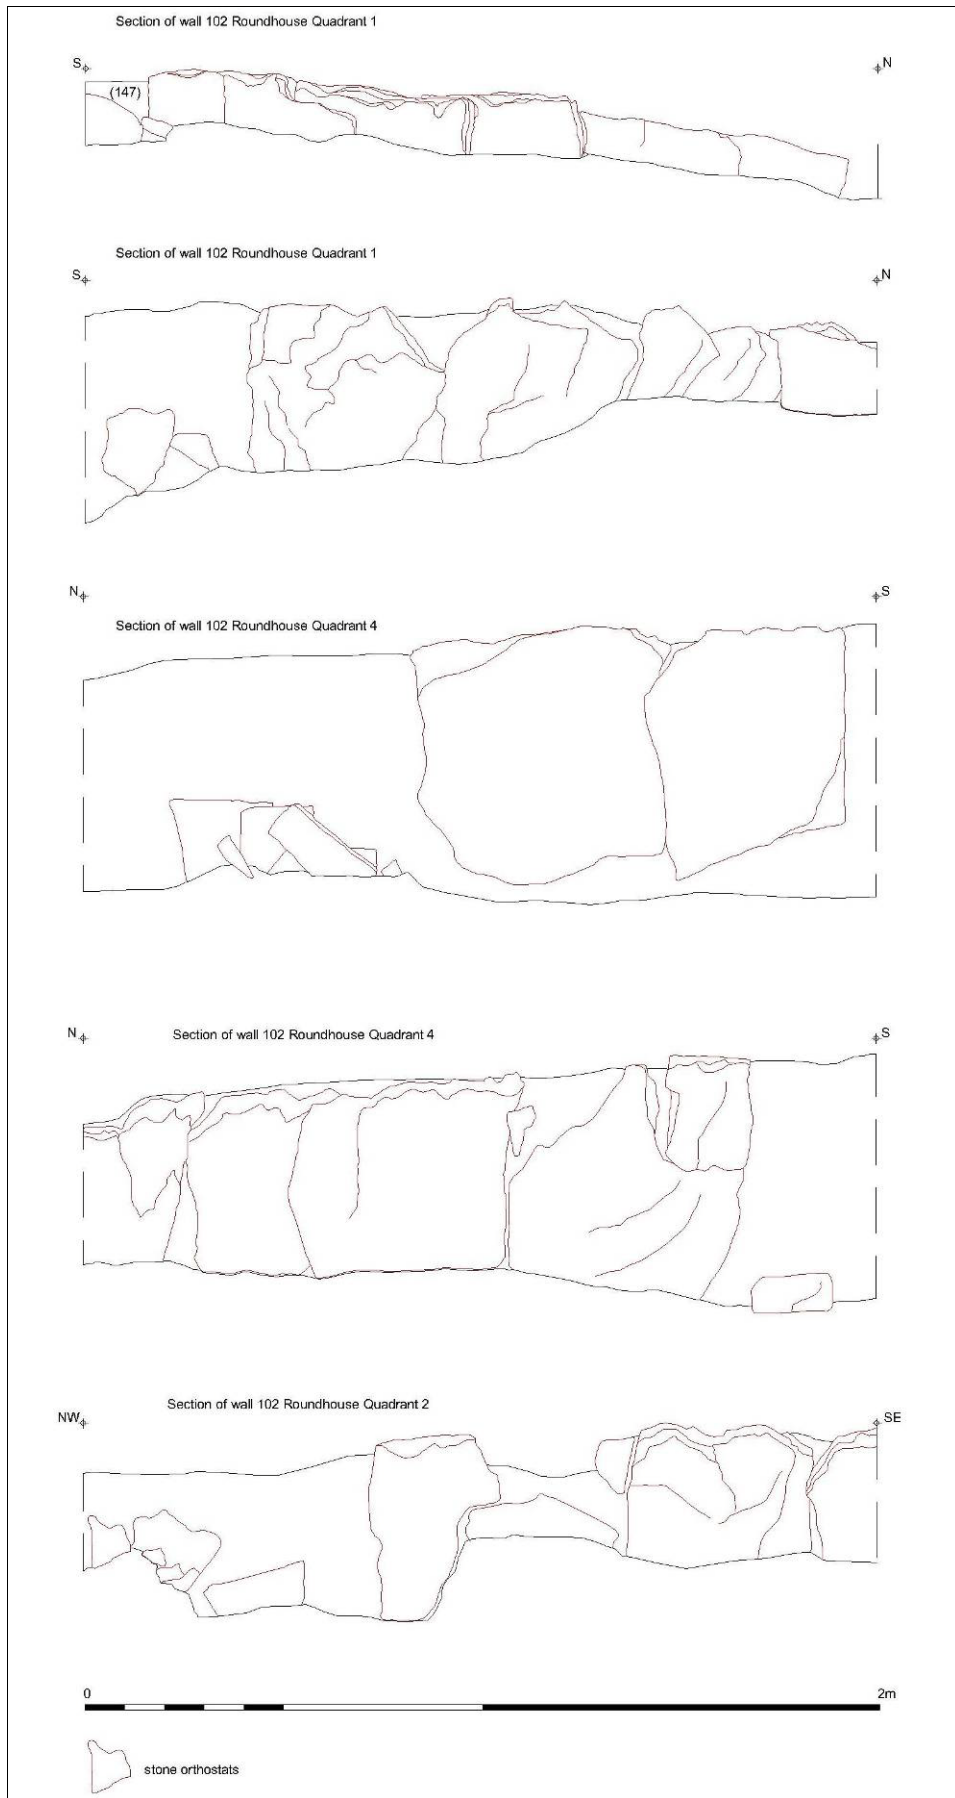 Section of wall 102 Roundhouse Quadrant 1
S N
(147)
Section of wall 102 Roundhouse Quadrant 1
S N
N S
Section of wall 102 Roundhouse Quadrant 4
N S
Section of wall 102 Roundhouse Quadrant 4
Section of wall 102 Roundhouse Quadrant 2
NW SE
0 2m
stone orthostats